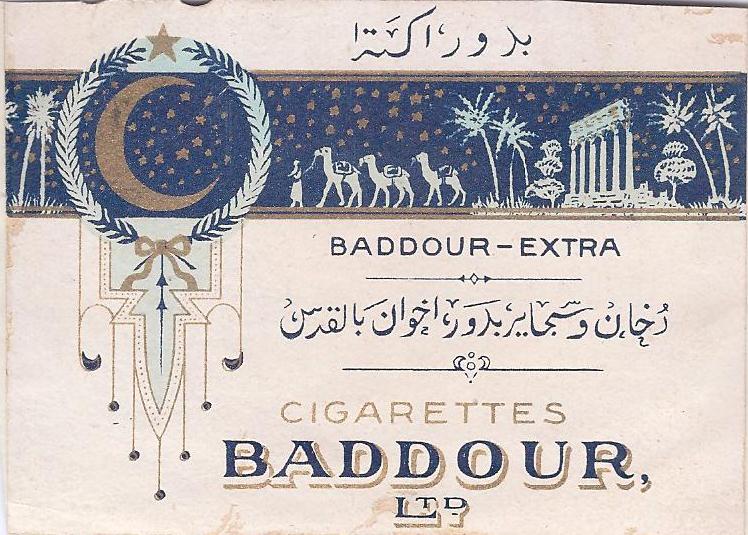 بدور اكسترا
BADDOUR-EXTRA
دخان وسجاير بدور اخوان بالقدس
CIGARETTES
BADDOUR,
LTD